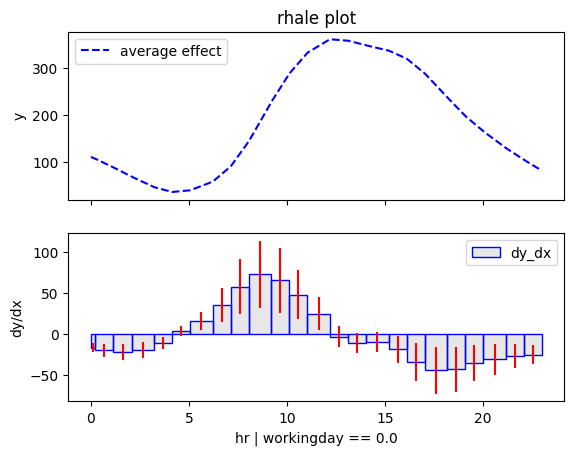 rhale plot
average effect
y
300
200
100
dy_dx
dy/dx
100
50
0
−50
0 5 10 15 20
hr | workingday == 0.0